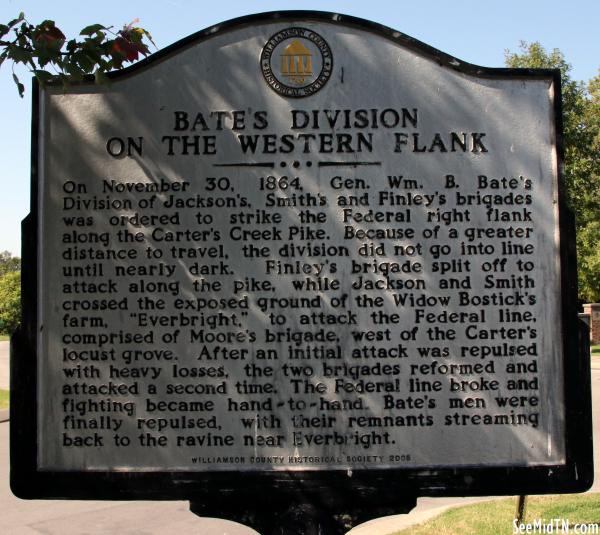 WILLIAMSON COUNTY
HISTORICAL SOCIETY
BATE'S DIVISION
ON THE WESTERN FLANK
On November 30, 1864, Gen. Wm. B. Bate's
Division of Jackson's, Smith's and Finley's brigades
was ordered to strike the Federal right flank
along the Carter's Creek Pike. Because of a greater
distance to travel, the division did not go into line
until nearly dark. Finley's brigade split off to
attack along the pike, while Jackson and Smith
crossed the exposed ground of the Widow Bostick's
farm, "Everbright," to attack the Federal line,
comprised of Moore's brigade, west of the Carter's
locust grove. After an initial attack was repulsed
with heavy losses, the two brigades reformed and
attacked a second time. The Federal line broke and
fighting became hand-to-hand. Bate's men were
finally repulsed, with their remnants streaming
back to the ravine near Everbright.
WILLIAMSON COUNTY HISTORICAL SOCIETY 2008
SeeMidTN.com